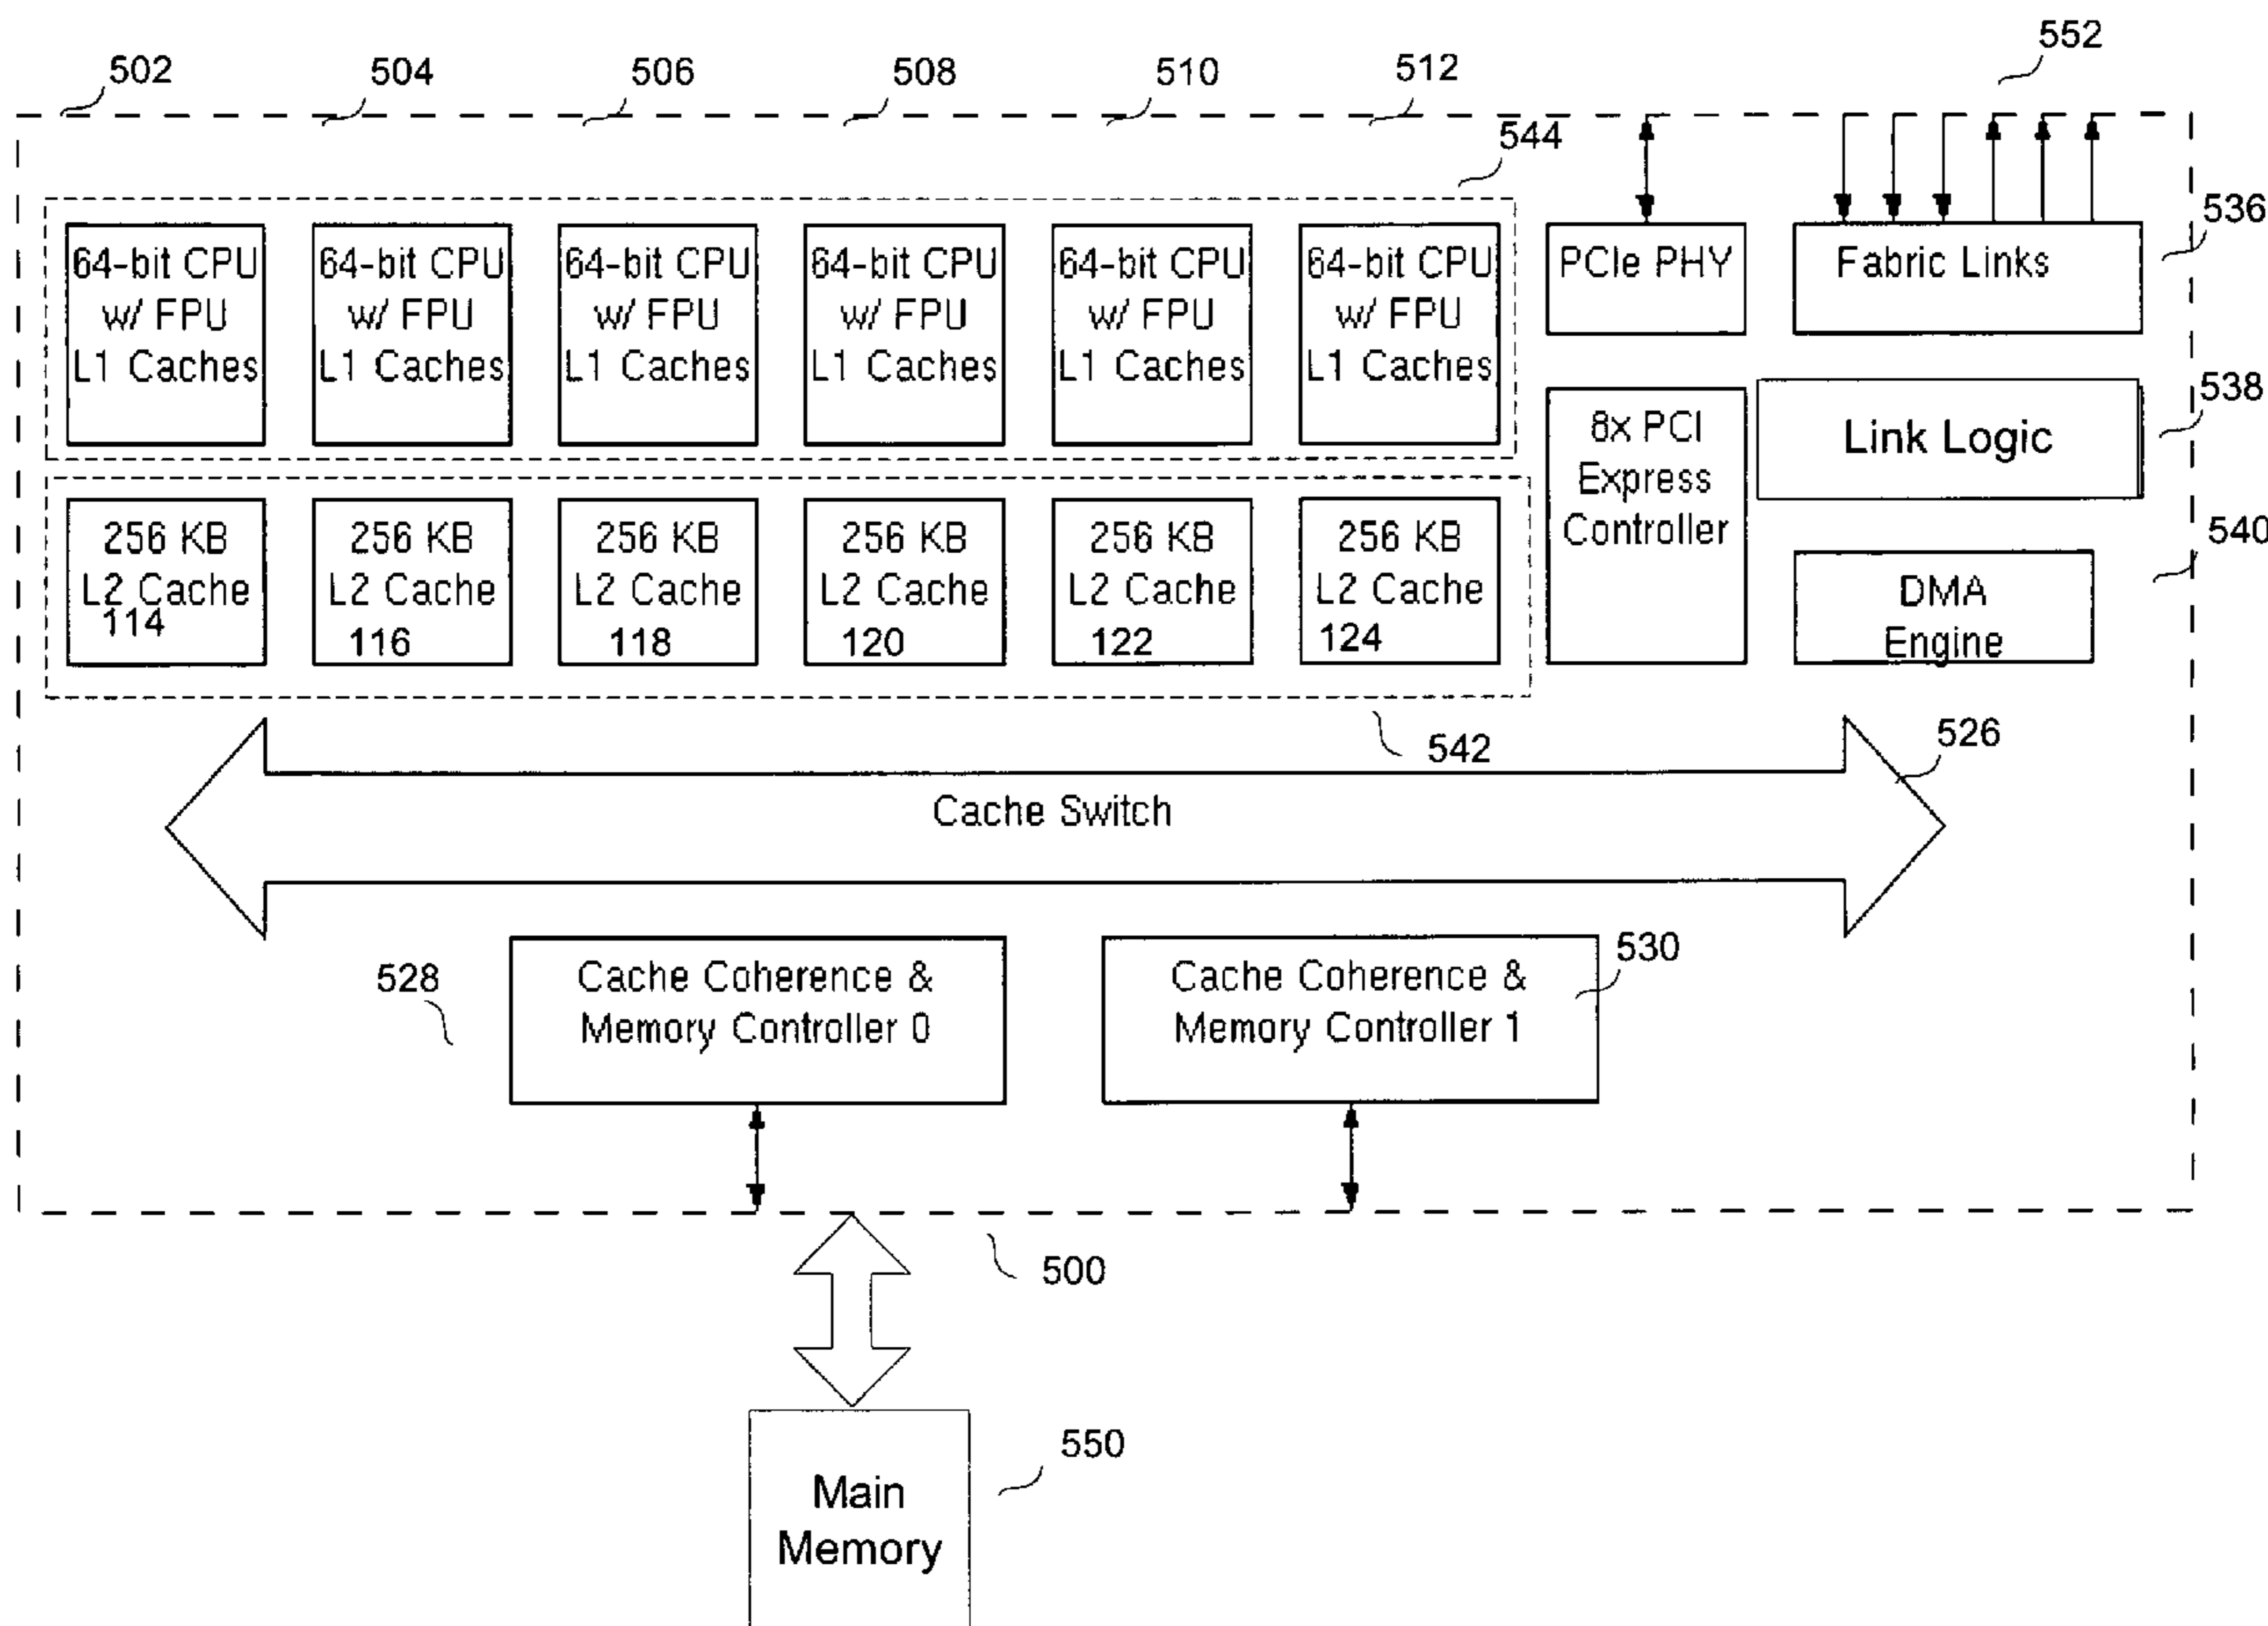 552
502
504
506
508
510
512
544
536
64-bit CPU
w/ FPU
L1 Caches
64-bit CPU
w/ FPU
L1 Caches
64-bit CPU
w/ FPU
L1 Caches
64-bit CPU
w/ FPU
L1 Caches
64-bit CPU
w/ FPU
L1 Caches
64-bit CPU
w/ FPU
L1 Caches
PCIe PHY
Fabric Links
538
8x PCI
Express
Controller
Link Logic
540
256 KB
L2 Cache
114
256 KB
L2 Cache
116
256 KB
L2 Cache
118
256 KB
L2 Cache
120
256 KB
L2 Cache
122
256 KB
L2 Cache
124
DMA
Engine
542
526
Cache Switch
528
Cache Coherence &
Memory Controller 0
Cache Coherence &
Memory Controller 1
530
500
550
Main
Memory